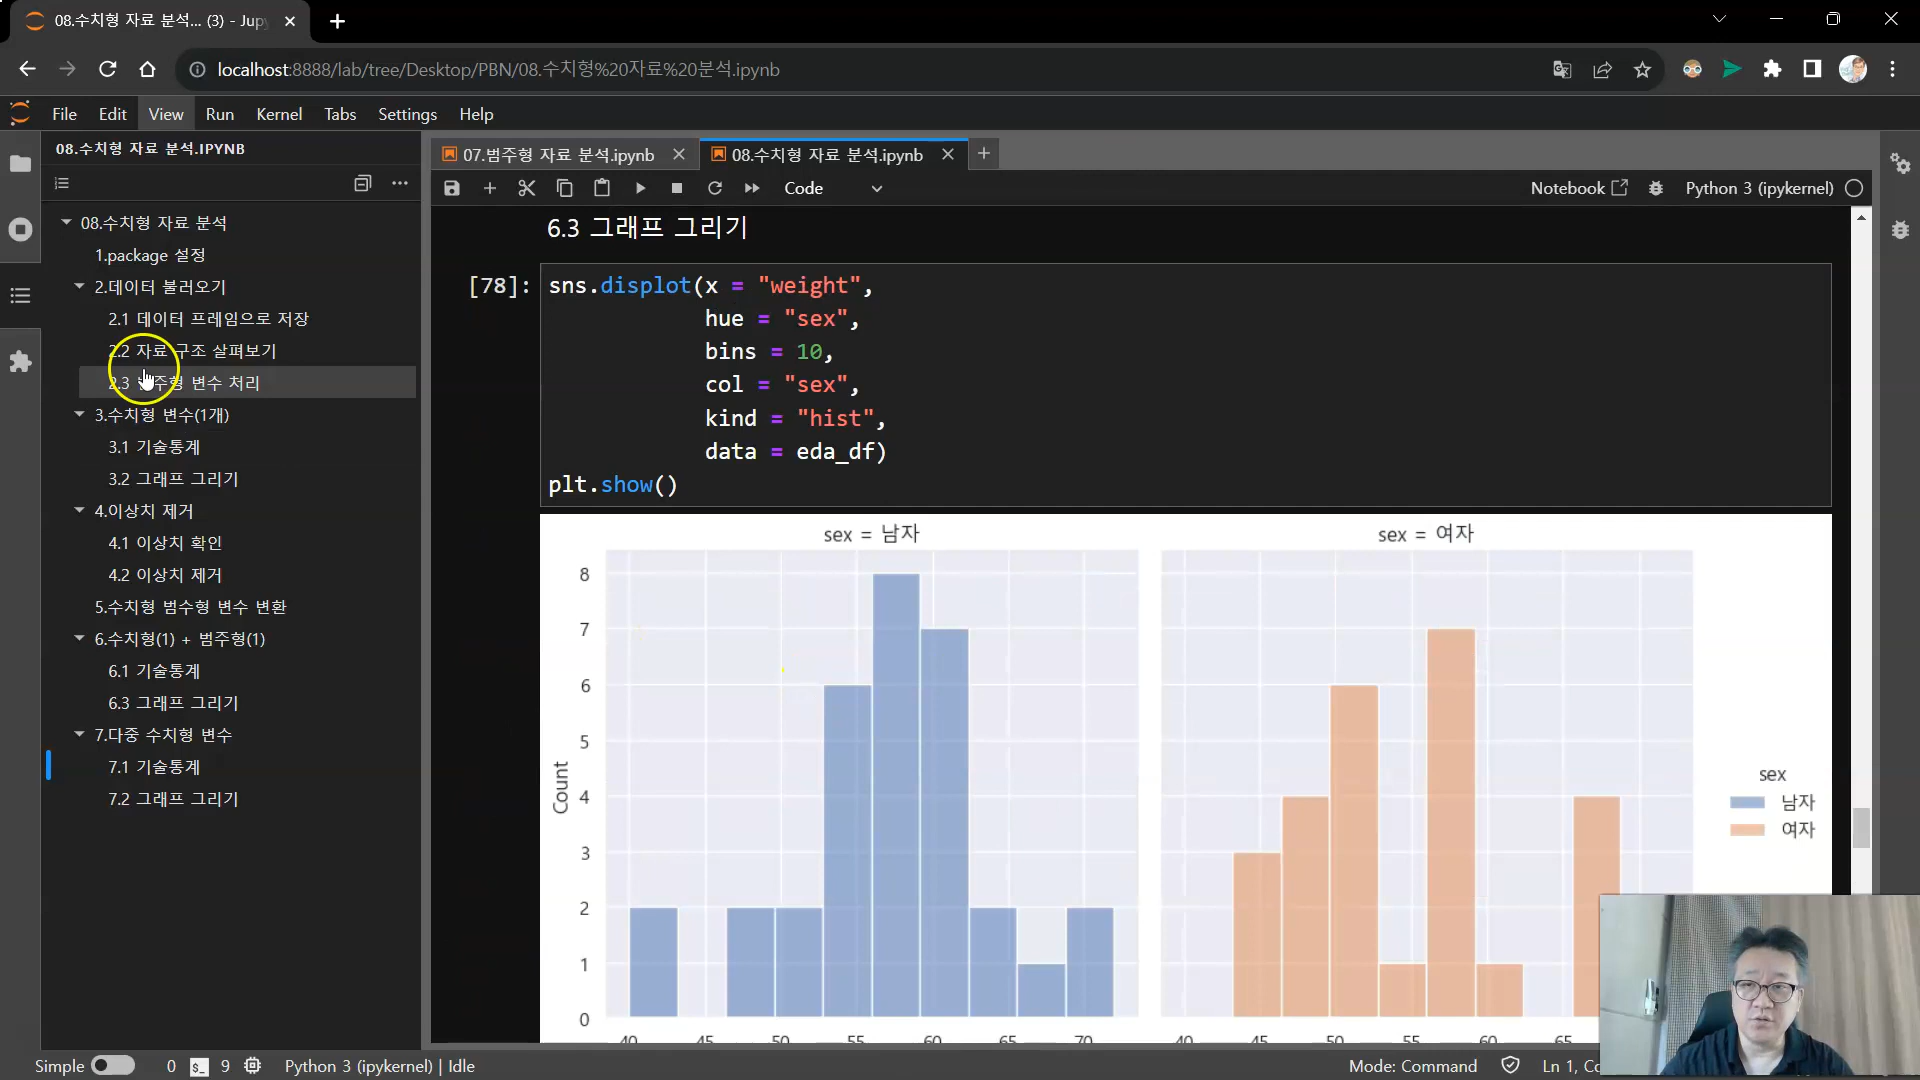 08.수치형 자료 분석... (3) - Jup
localhost:8888/lab/tree/Desktop/PBN/08.수치형%20자료%20분석.ipynb
File Edit View Run Kernel Tabs Settings Help
08.수치형 자료 분석.IPYNB
08.수치형 자료 분석
1.package 설정
2.데이터 불러오기
2.1 데이터 프레임으로 저장
2.2 자료 구조 살펴보기
2.3 범주형 변수 처리
3.수치형 변수(1개)
3.1 기술통계
3.2 그래프 그리기
4.이상치 제거
4.1 이상치 확인
4.2 이상치 제거
5.수치형 범수형 변수 변환
6.수치형(1) + 범주형(1)
6.1 기술통계
6.3 그래프 그리기
7.다중 수치형 변수
7.1 기술통계
7.2 그래프 그리기
07.범주형 자료 분석.ipynb 08.수치형 자료 분석.ipynb
Code Notebook Python 3 (ipykernel)
6.3 그래프 그리기
[78]: sns.displot(x = "weight",
hue = "sex",
bins = 10,
col = "sex",
kind = "hist",
data = eda_df)
plt.show()
sex = 남자 sex = 여자
8
7
6
5
4
3
2
1
0
Count
sex
남자
여자
40 45 50 55 60 65 70 40 45 50 55 60 65
Simple 0 9 Python 3 (ipykernel) | Idle Mode: Command Ln 1,